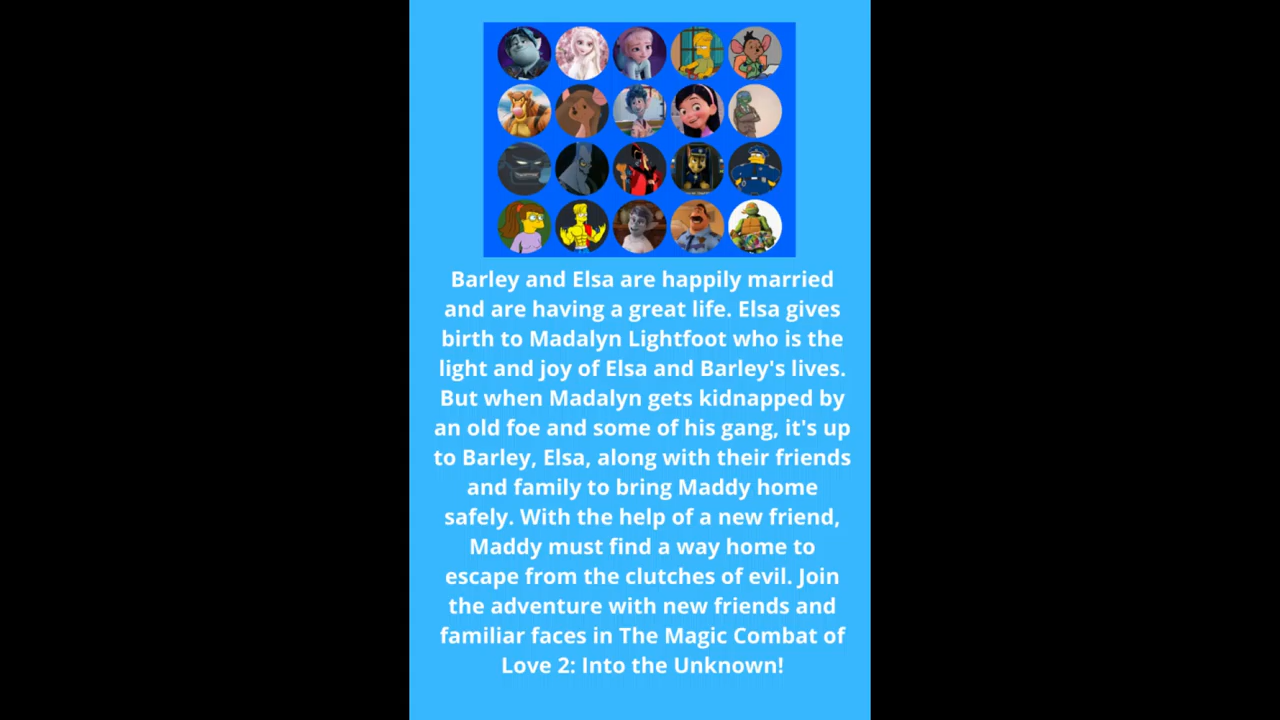 Barley and Elsa are happily married
and are having a great life. Elsa gives
birth to Madalyn Lightfoot who is the
light and joy of Elsa and Barley's lives.
But when Madalyn gets kidnapped by
an old foe and some of his gang, it's up
to Barley, Elsa, along with their friends
and family to bring Maddy home
safely. With the help of a new friend,
Maddy must find a way home to
escape from the clutches of evil. Join
the adventure with new friends and
familiar faces in The Magic Combat of
Love 2: Into the Unknown!